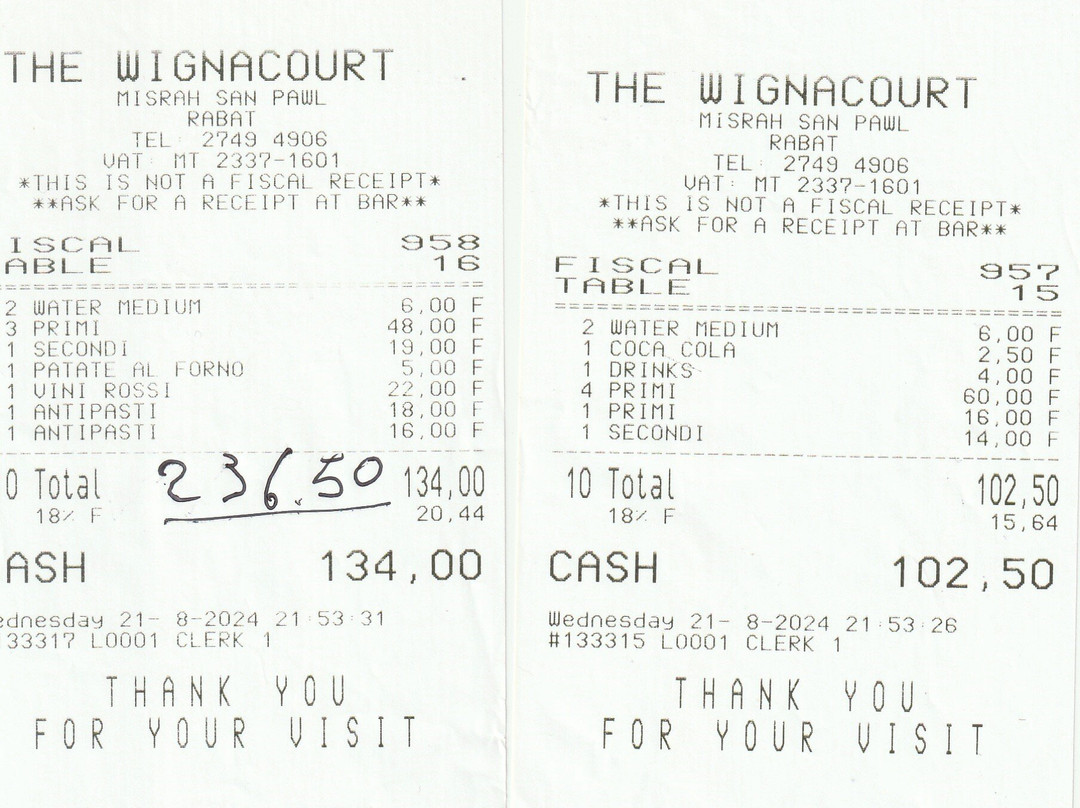 THE WIGNACOURT
MISRAH SAN PAWL
RABAT
TEL: 2749 4906
VAT: MT 2337-1601
*THIS IS NOT A FISCAL RECEIPT*
**ASK FOR A RECEIPT AT BAR**
ISCAL 958
ABLE 16
2 WATER MEDIUM 6,00 F
3 PRIMI 48,00 F
1 SECONDI 19,00 F
1 PATATE AL FORNO 5,00 F
1 VINI ROSSI 22,00 F
1 ANTIPASTI 18,00 F
1 ANTIPASTI 16,00 F
0 Total 236.50 134,00
18% F 20,44
ASH 134,00
ednesday 21- 8-2024 21:53:31
133317 L0001 CLERK 1
THANK YOU
FOR YOUR VISIT
THE WIGNACOURT
MISRAH SAN PAWL
RABAT
TEL: 2749 4906
VAT: MT 2337-1601
*THIS IS NOT A FISCAL RECEIPT*
**ASK FOR A RECEIPT AT BAR**
FISCAL 957
TABLE 15
2 WATER MEDIUM 6,00 F
1 COCA COLA 2,50 F
1 DRINKS 4,00 F
4 PRIMI 60,00 F
1 PRIMI 16,00 F
1 SECONDI 14,00 F
10 Total 102,50
18% F 15,64
CASH 102,50
Wednesday 21- 8-2024 21:53:26
#133315 L0001 CLERK 1
THANK YOU
FOR YOUR VISIT